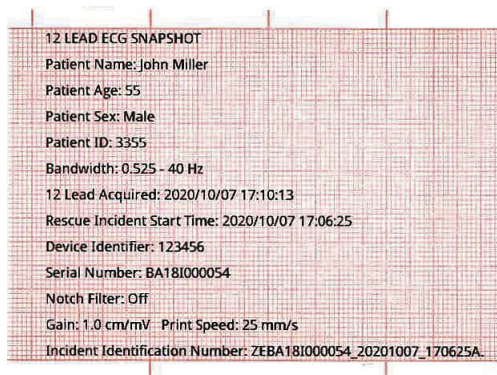 12 LEAD ECG SNAPSHOT
Patient Name: John Miller
Patient Age: 55
Patient Sex: Male
Patient ID: 3355
Bandwidth: 0.525 - 40 Hz
12 Lead Acquired: 2020/10/07 17:10:13
Rescue Incident Start Time: 2020/10/07 17:06:25
Device Identifier: 123456
Serial Number: BA18I000054
Notch Filter: Off
Gain: 1.0 cm/mV Print Speed: 25 mm/s
Incident Identification Number: ZEBA18I000054_20201007_170625A.